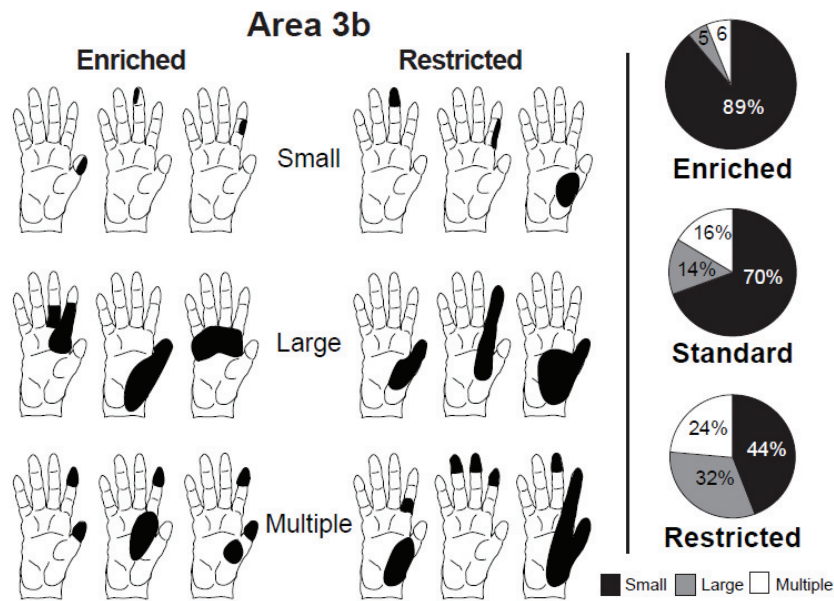 Area 3b
Enriched
Restricted
Small
Large
Multiple
5
6
89%
Enriched
16%
14%
70%
Standard
24%
44%
32%
Restricted
Small
Large
Multiple